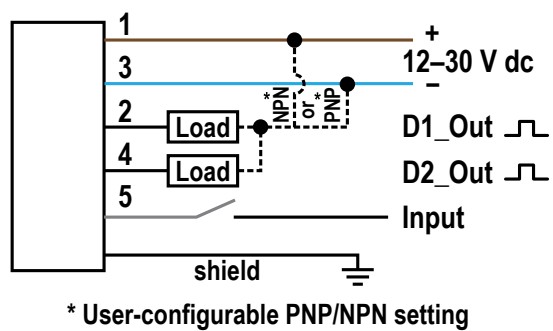 1
+
12–30 V dc
3
–
*NPN or *PNP
2
Load
D1_Out
4
Load
D2_Out
5
Input
shield
* User-configurable PNP/NPN setting